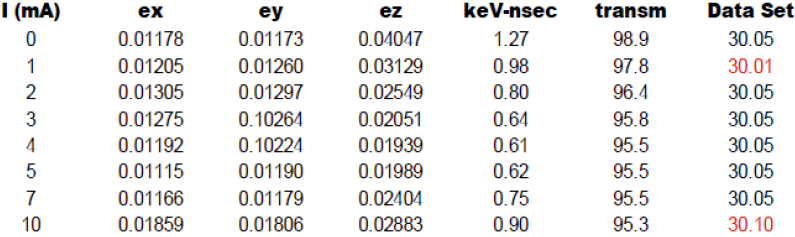 I (mA) ex ey ez keV-nsec transm Data Set
0 0.01178 0.01173 0.04047 1.27 98.9 30.05
1 0.01205 0.01260 0.03129 0.98 97.8 30.01
2 0.01305 0.01297 0.02549 0.80 96.4 30.05
3 0.01275 0.10264 0.02051 0.64 95.8 30.05
4 0.01192 0.10224 0.01939 0.61 95.5 30.05
5 0.01115 0.01190 0.01989 0.62 95.5 30.05
7 0.01166 0.01179 0.02404 0.75 95.5 30.05
10 0.01859 0.01806 0.02883 0.90 95.3 30.10